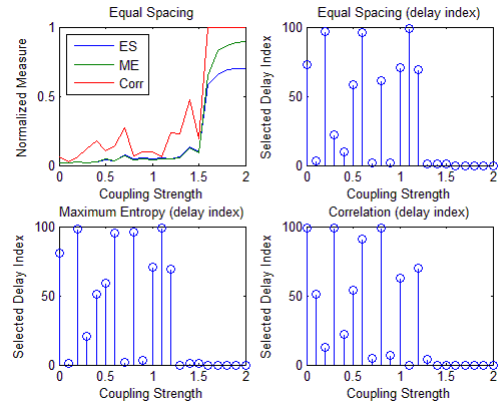 Equal Spacing
Normalized Measure
1
0.5
0
ES
ME
Corr
0 0.5 1 1.5 2
Coupling Strength
Equal Spacing (delay index)
Selected Delay Index
100
50
0
0 0.5 1 1.5 2
Coupling Strength
Maximum Entropy (delay index)
Selected Delay Index
100
50
0
0 0.5 1 1.5 2
Coupling Strength
Correlation (delay index)
Selected Delay Index
100
50
0
0 0.5 1 1.5 2
Coupling Strength